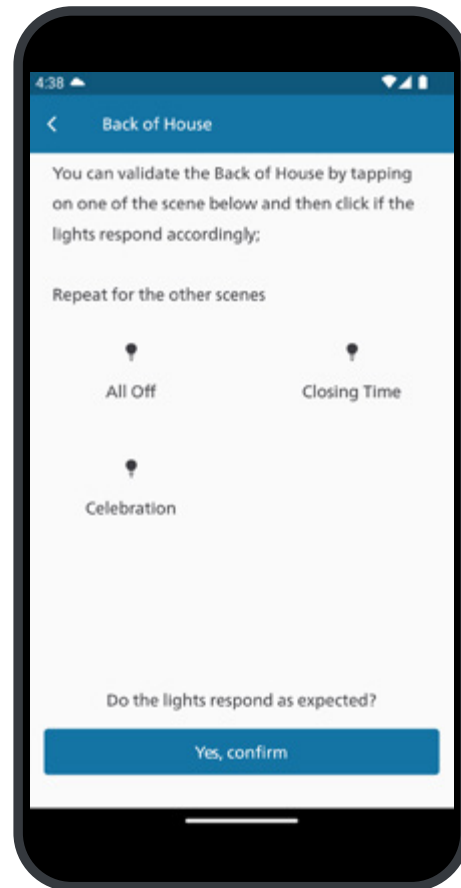 4:38
Back of House
You can validate the Back of House by tapping
on one of the scene below and then click if the
lights respond accordingly;
Repeat for the other scenes
All Off
Closing Time
Celebration
Do the lights respond as expected?
Yes, confirm